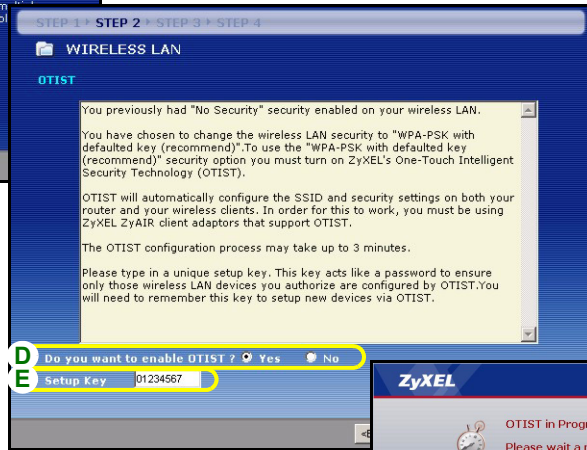 STEP 1 › STEP 2 › STEP 3 › STEP 4
WIRELESS LAN
OTIST
You previously had "No Security" security enabled on your wireless LAN.
You have chosen to change the wireless LAN security to "WPA-PSK with
defaulted key (recommend)".To use the "WPA-PSK with defaulted key
(recommend)" security option you must turn on ZyXEL's One-Touch Intelligent
Security Technology (OTIST).
OTIST will automatically configure the SSID and security settings on both your
router and your wireless clients. In order for this to work, you must be using
ZyXEL ZyAIR client adaptors that support OTIST.
The OTIST configuration process may take up to 3 minutes.
Please type in a unique setup key. This key acts like a password to ensure
only those wireless LAN devices you authorize are configured by OTIST.You
will need to remember this key to setup new devices via OTIST.
D Do you want to enable OTIST ? Yes No
E Setup Key 01234567
ZyXEL
OTIST in
Please wait a